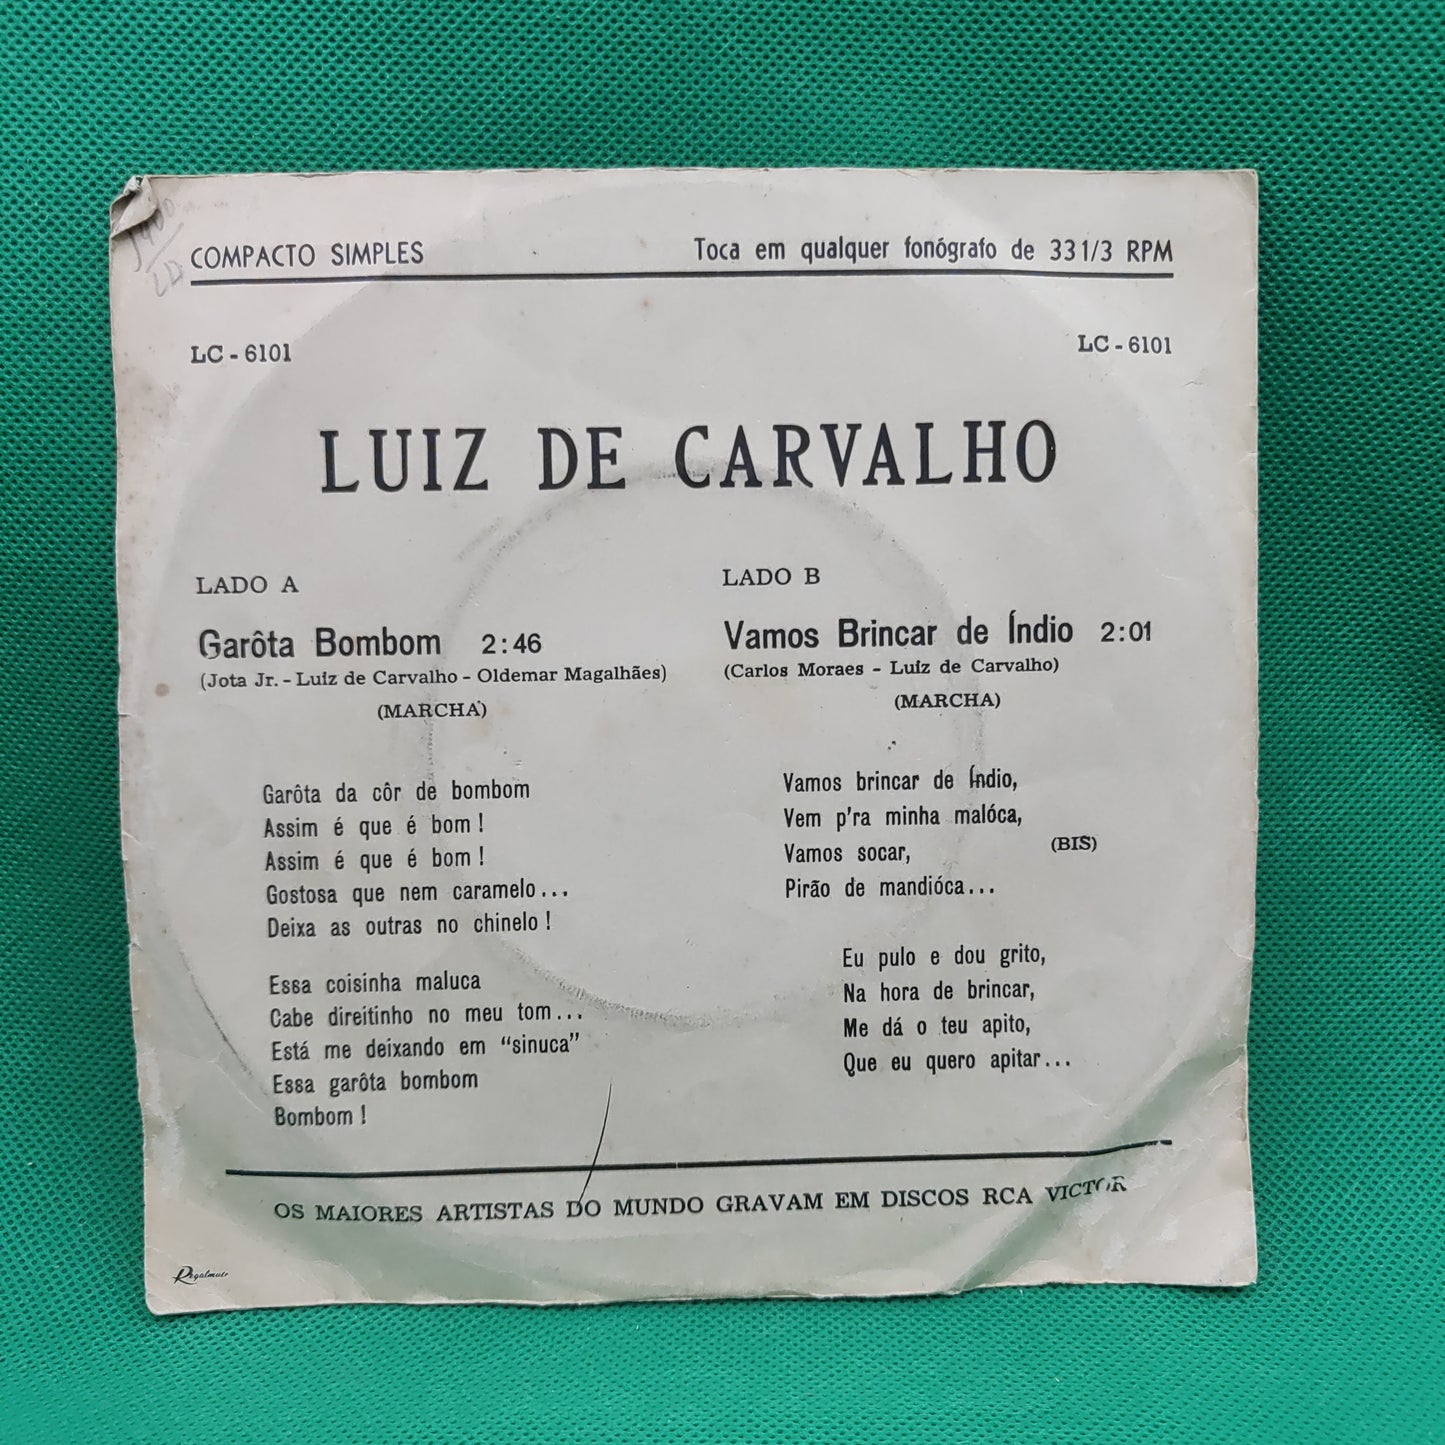 COMPACTO SIMPLES
Toca em qualquer fonógrafo de 33 1/3 RPM
LC - 6101
LC - 6101
LUIZ DE CARVALHO
LADO A
Garôta Bombom 2:46
(Jota Jr. - Luiz de Carvalho - Oldemar Magalhães)
(MARCHA)
Garôta da côr de bombom
Assim é que é bom !
Assim é que é bom !
Gostosa que nem caramelo...
Deixa as outras no chinelo !
Essa coisinha maluca
Cabe direitinho no meu tom...
Está me deixando em “sinuca”
Essa garôta bombom
Bombom !
LADO B
Vamos Brincar de Índio 2:01
(Carlos Moraes - Luiz de Carvalho)
(MARCHA)
Vamos brincar de Índio,
Vem p'ra minha malóca,
Vamos socar,
(BIS)
Pirão de mandióca...
Eu pulo e dou grito,
Na hora de brincar,
Me dá o teu apito,
Que eu quero apitar...
OS MAIORES ARTISTAS DO MUNDO GRAVAM EM DISCOS RCA VICTOR